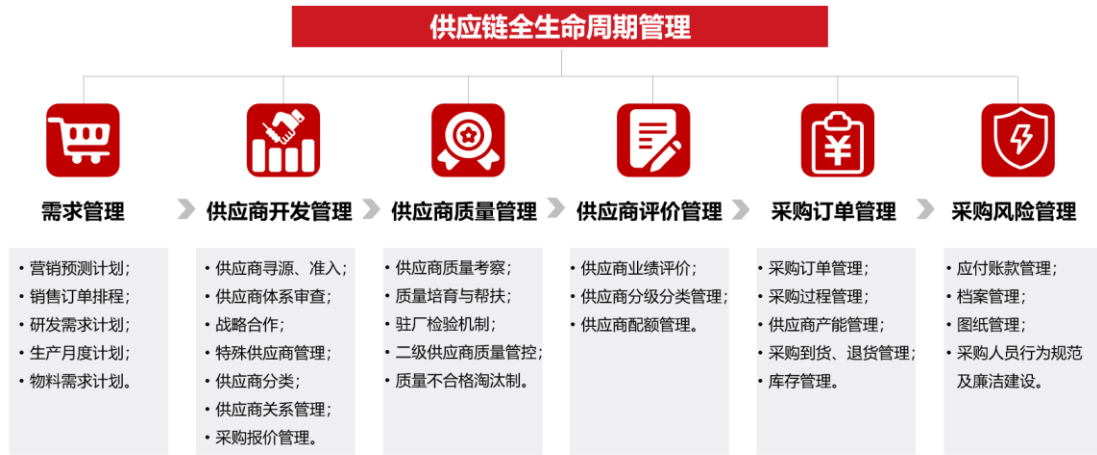 供应链全生命周期管理
需求管理
供应商开发管理
供应商质量管理
供应商评价管理
采购订单管理
采购风险管理
• 营销预测计划；
• 销售订单排程；
• 研发需求计划；
• 生产月度计划；
• 物料需求计划。
• 供应商寻源、准入；
• 供应商体系审查；
• 战略合作；
• 特殊供应商管理；
• 供应商分类；
• 供应商关系管理；
• 采购报价管理。
• 供应商质量考察；
• 质量培育与帮扶；
• 驻厂检验机制；
• 二级供应商质量管控；
• 质量不合格淘汰制。
• 供应商业绩评价；
• 供应商分级分类管理；
• 供应商配额管理。
• 采购订单管理；
• 采购过程管理；
• 供应商产能管理；
• 采购到货、退货管理；
• 库存管理。
• 应付账款管理；
• 档案管理；
• 图纸管理；
• 采购人员行为规范
及廉洁建设。